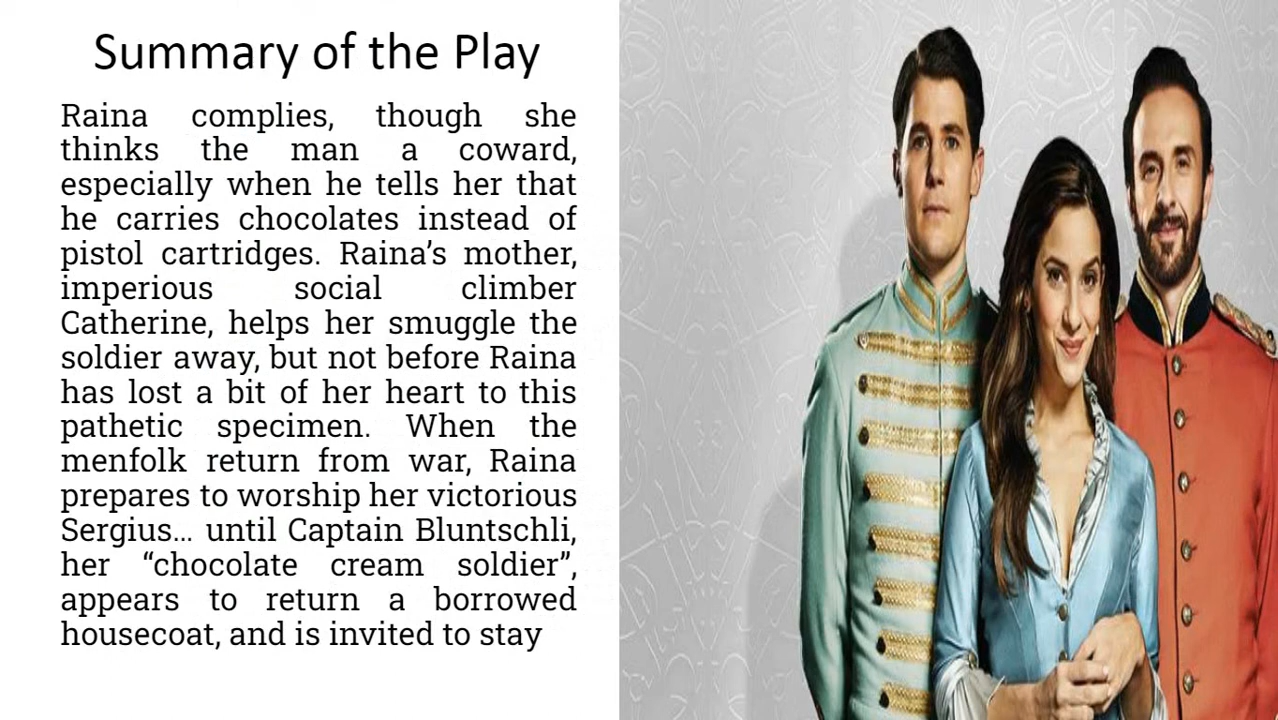 Summary of the Play
Raina complies, though she
thinks the man a coward,
especially when he tells her that
he carries chocolates instead of
pistol cartridges. Raina’s mother,
imperious social climber
Catherine, helps her smuggle the
soldier away, but not before Raina
has lost a bit of her heart to this
pathetic specimen. When the
menfolk return from war, Raina
prepares to worship her victorious
Sergius... until Captain Bluntschli,
her “chocolate cream soldier”,
appears to return a borrowed
housecoat, and is invited to stay